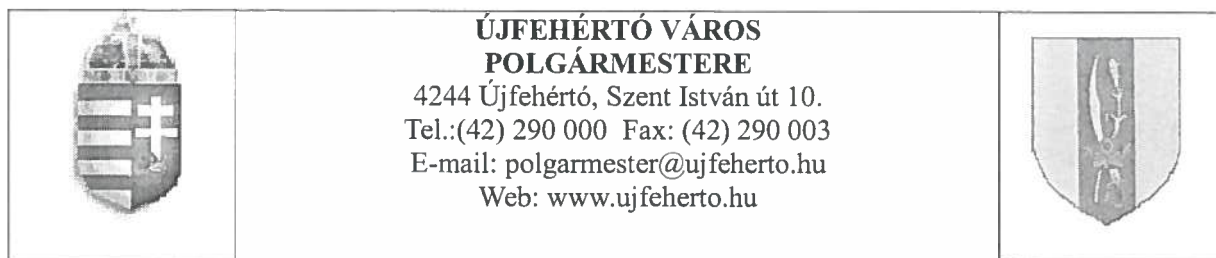 ÚJFEHÉRTÓ VÁROS
POLGÁRMESTERE
4244 Újfehértó, Szent István út 10.
Tel.:(42) 290 000 Fax: (42) 290 003
E-mail: polgarmester@ujfeherto.hu
Web: www.ujfeherto.hu